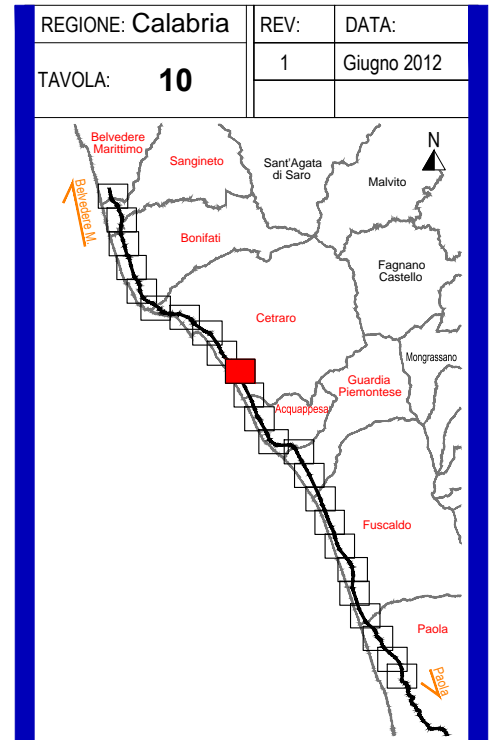 REGIONE: Calabria
REV:
DATA:
TAVOLA: 10
1
Giugno 2012
Belvedere
Marittimo
Sangineto
Sant'Agata
di Saro
Malvito
N
Belvedere M.
Bonifati
Fagnano
Castello
Cetraro
Mongrassano
Guardia
Piemontese
Acquappesa
Fuscaldo
Paola
Paola